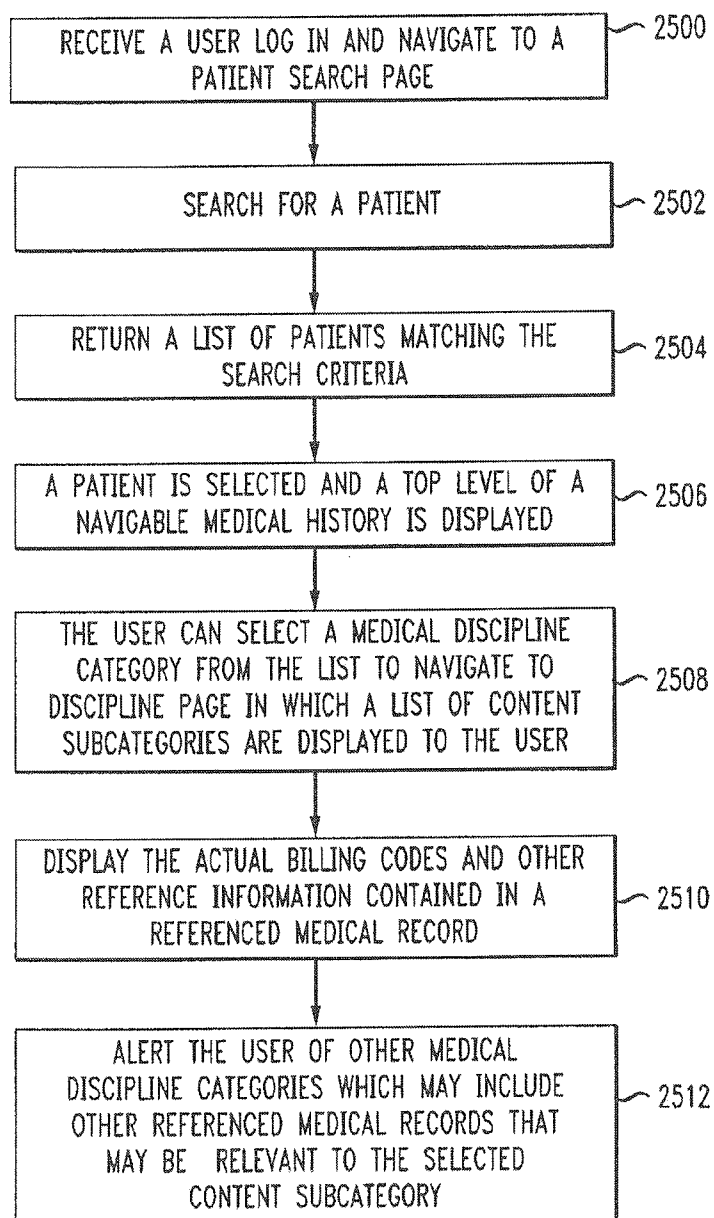 RECEIVE A USER LOG IN AND NAVIGATE TO A
PATIENT SEARCH PAGE
2500
SEARCH FOR A PATIENT
2502
RETURN A LIST OF PATIENTS MATCHING THE
SEARCH CRITERIA
2504
A PATIENT IS SELECTED AND A TOP LEVEL OF A
NAVIGABLE MEDICAL HISTORY IS DISPLAYED
2506
THE USER CAN SELECT A MEDICAL DISCIPLINE
CATEGORY FROM THE LIST TO NAVIGATE TO
DISCIPLINE PAGE IN WHICH A LIST OF CONTENT
SUBCATEGORIES ARE DISPLAYED TO THE USER
2508
DISPLAY THE ACTUAL BILLING CODES AND OTHER
REFERENCE INFORMATION CONTAINED IN A
REFERENCED MEDICAL RECORD
2510
ALERT THE USER OF OTHER MEDICAL
DISCIPLINE CATEGORIES WHICH MAY INCLUDE
OTHER REFERENCED MEDICAL RECORDS THAT
MAY BE RELEVANT TO THE SELECTED
CONTENT SUBCATEGORY
2512